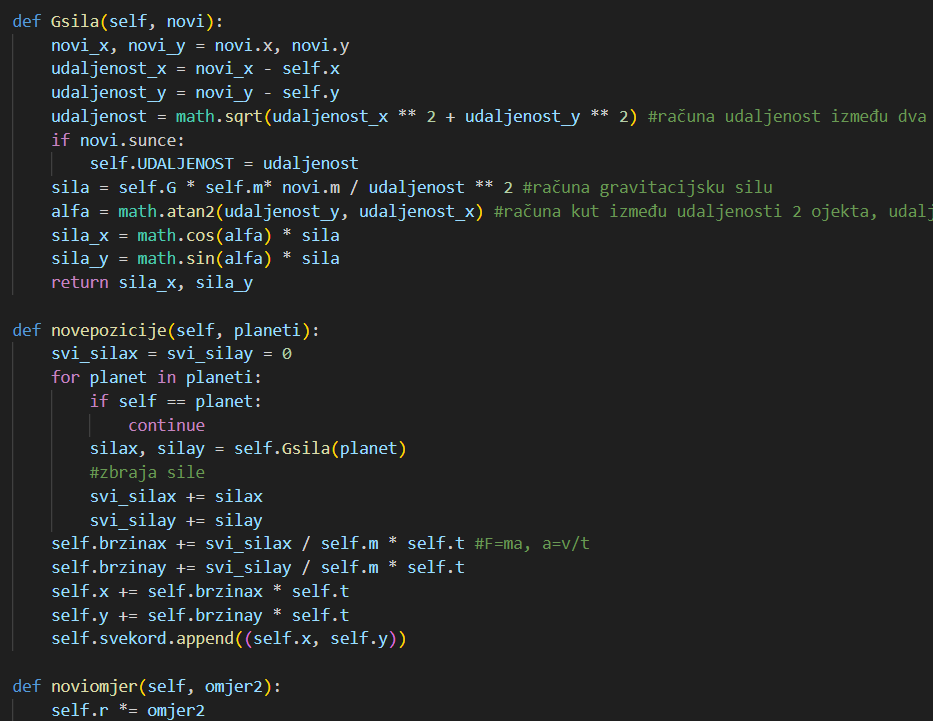 def Gsila(self, novi):
    novi_x, novi_y = novi.x, novi.y
    udaljenost_x = novi_x - self.x
    udaljenost_y = novi_y - self.y
    udaljenost = math.sqrt(udaljenost_x ** 2 + udaljenost_y ** 2) #računa udaljenost između dva
    if novi.sunce:
        self.UDALJENOST = udaljenost
    sila = self.G * self.m* novi.m / udaljenost ** 2 #računa gravitacijsku silu
    alfa = math.atan2(udaljenost_y, udaljenost_x) #računa kut između udaljenosti 2 ojekta,
    sila_x = math.cos(alfa) * sila
    sila_y = math.sin(alfa) * sila
    return sila_x, sila_y

def novepozicije(self, planeti):
    svi_silax = svi_silay = 0
    for planet in planeti:
        if self == planet:
            continue
        silax, silay = self.Gsila(planet)
        #zbraja sile
        svi_silax += silax
        svi_silay += silay
    self.brzinax += svi_silax / self.m * self.t #F=ma, a=v/t
    self.brzinay += svi_silay / self.m * self.t
    self.x += self.brzinax * self.t
    self.y += self.brzinay * self.t
    self.svekord.append((self.x, self.y))

def noviomjer(self, omjer2):
    self.r *= omjer2